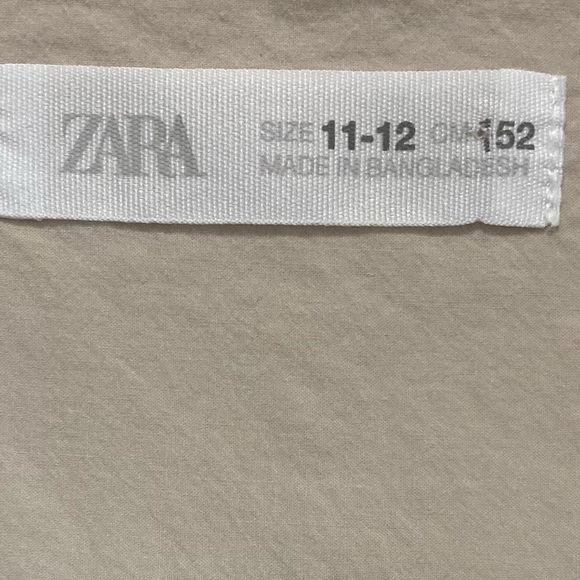 ZARA
SIZE 11-12 CM 152
MADE IN BANGLADESH